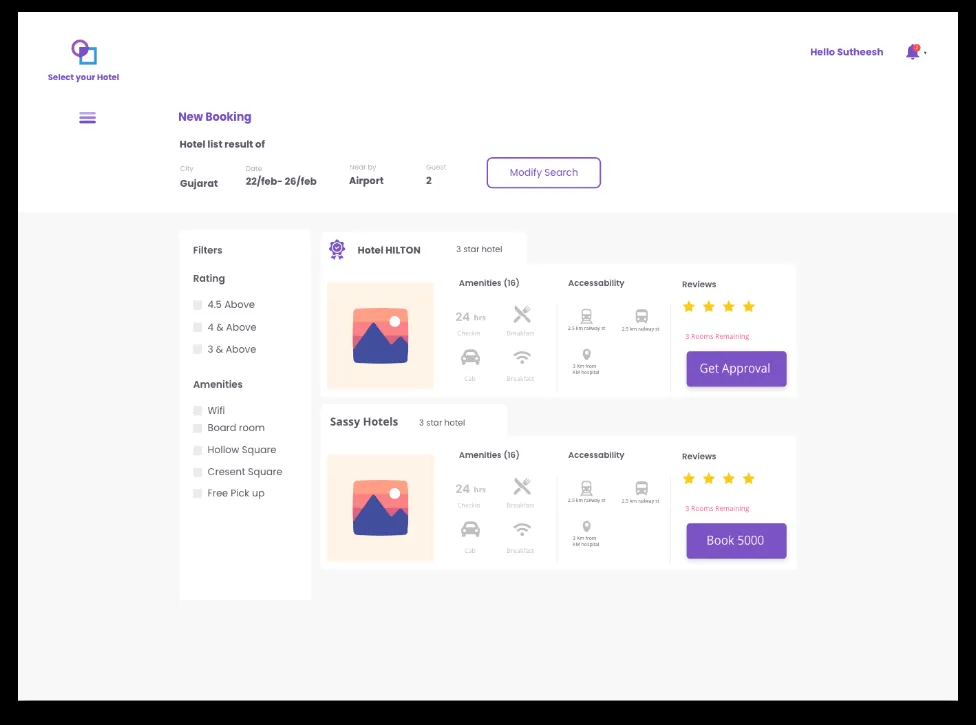 Hello Sutheesh
Select your Hotel
New Booking
Hotel list result of
City Date Near by Guest
Gujarat 22/feb- 26/feb Airport 2
Modify Search
Filters
Rating
4.5 Above
4 & Above
3 & Above
Amenities
Wifi
Board room
Hollow Square
Cresent Square
Free Pick up
Hotel HILTON 3 star hotel
Amenities (16) Accessability Reviews
24 hrs
Checkin Breakfast 2.5 km railway st 2.5 km railway st
3 Rooms Remaining
3 Km from
KM hospital
Get Approval
Cab Breakfast
Sassy Hotels 3 star hotel
Amenities (16) Accessability Reviews
24 hrs
Checkin Breakfast 2.5 km railway st 2.5 km railway st
3 Rooms Remaining
3 Km from
KM hospital
Book 5000
Cab Breakfast